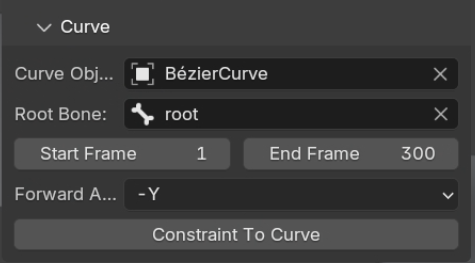 Curve
Curve Obj... BézierCurve
Root Bone: root
Start Frame 1 End Frame 300
Forward A... -Y
Constraint To Curve